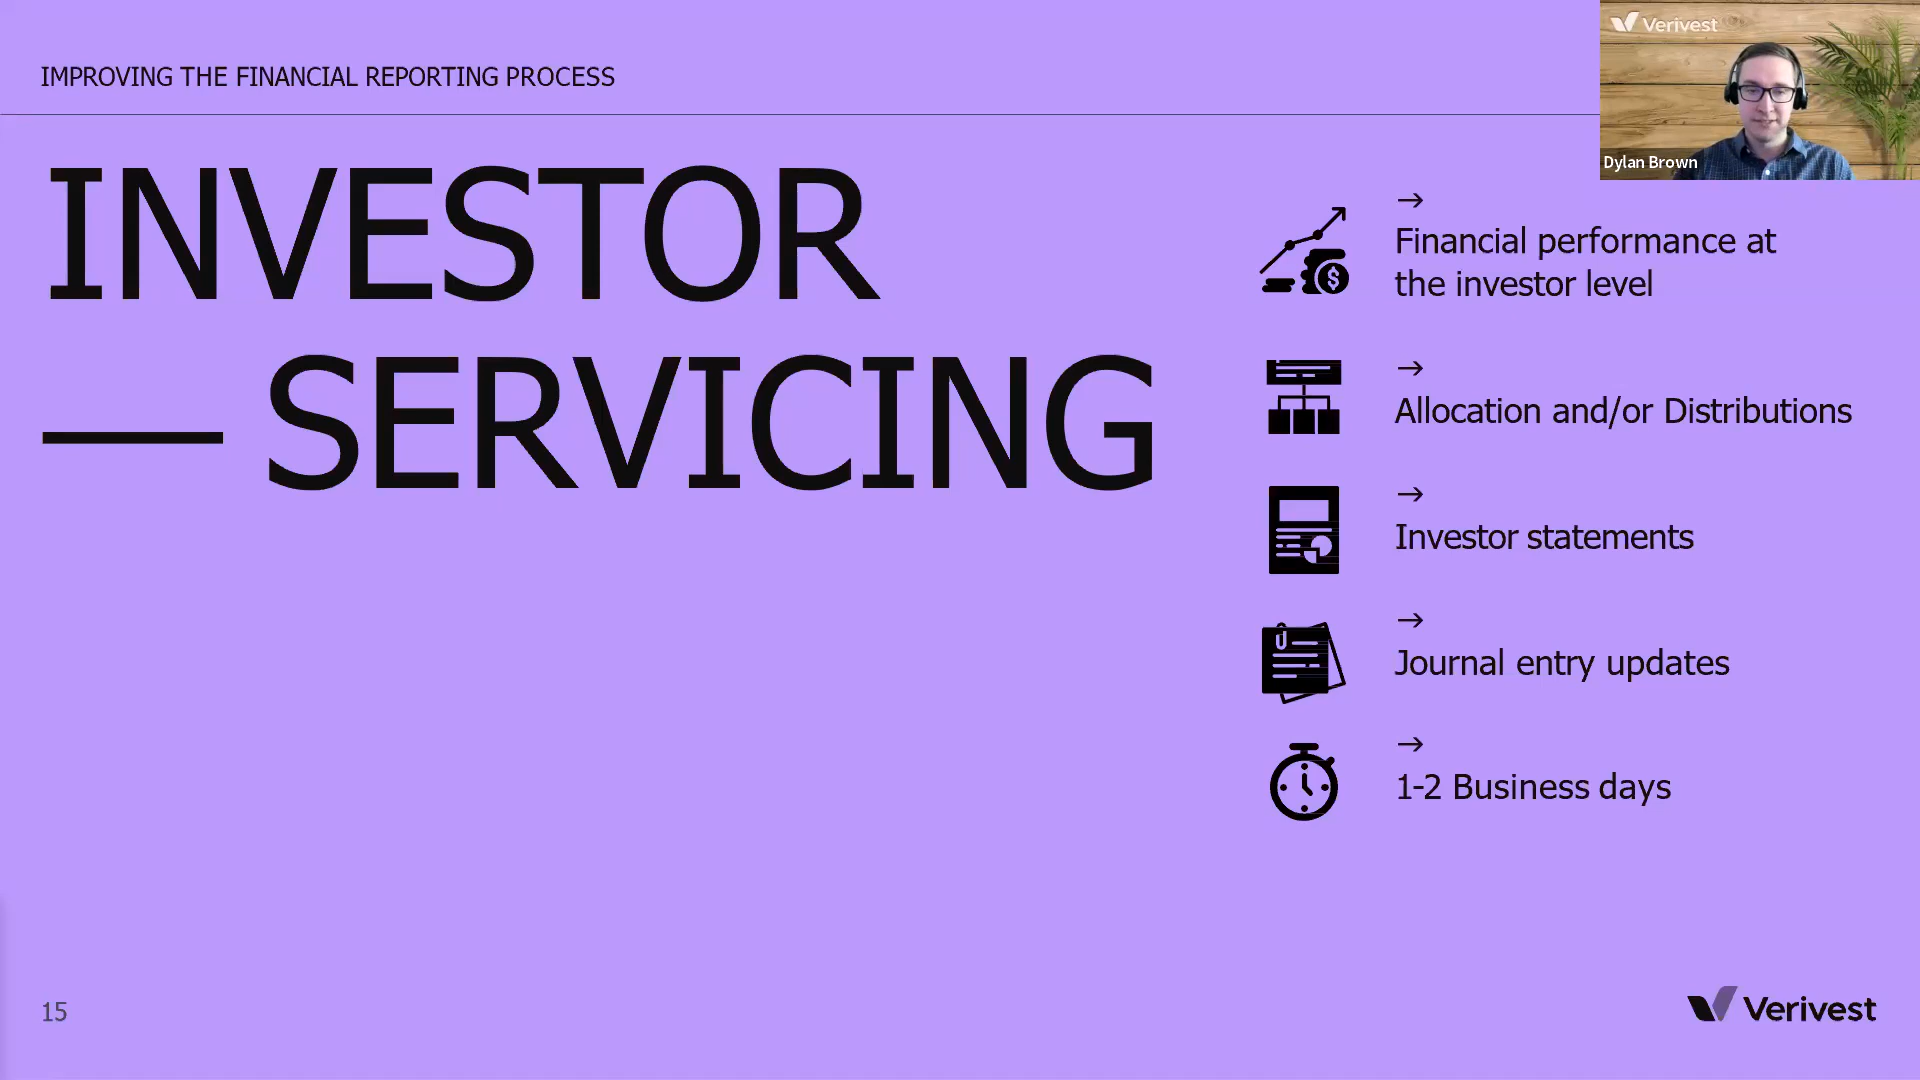 IMPROVING THE FINANCIAL REPORTING PROCESS
Verivest
Dylan Brown
INVESTOR
— SERVICING
→
Financial performance at
the investor level
→
Allocation and/or Distributions
→
Investor statements
→
Journal entry updates
→
1-2 Business days
15
Verivest